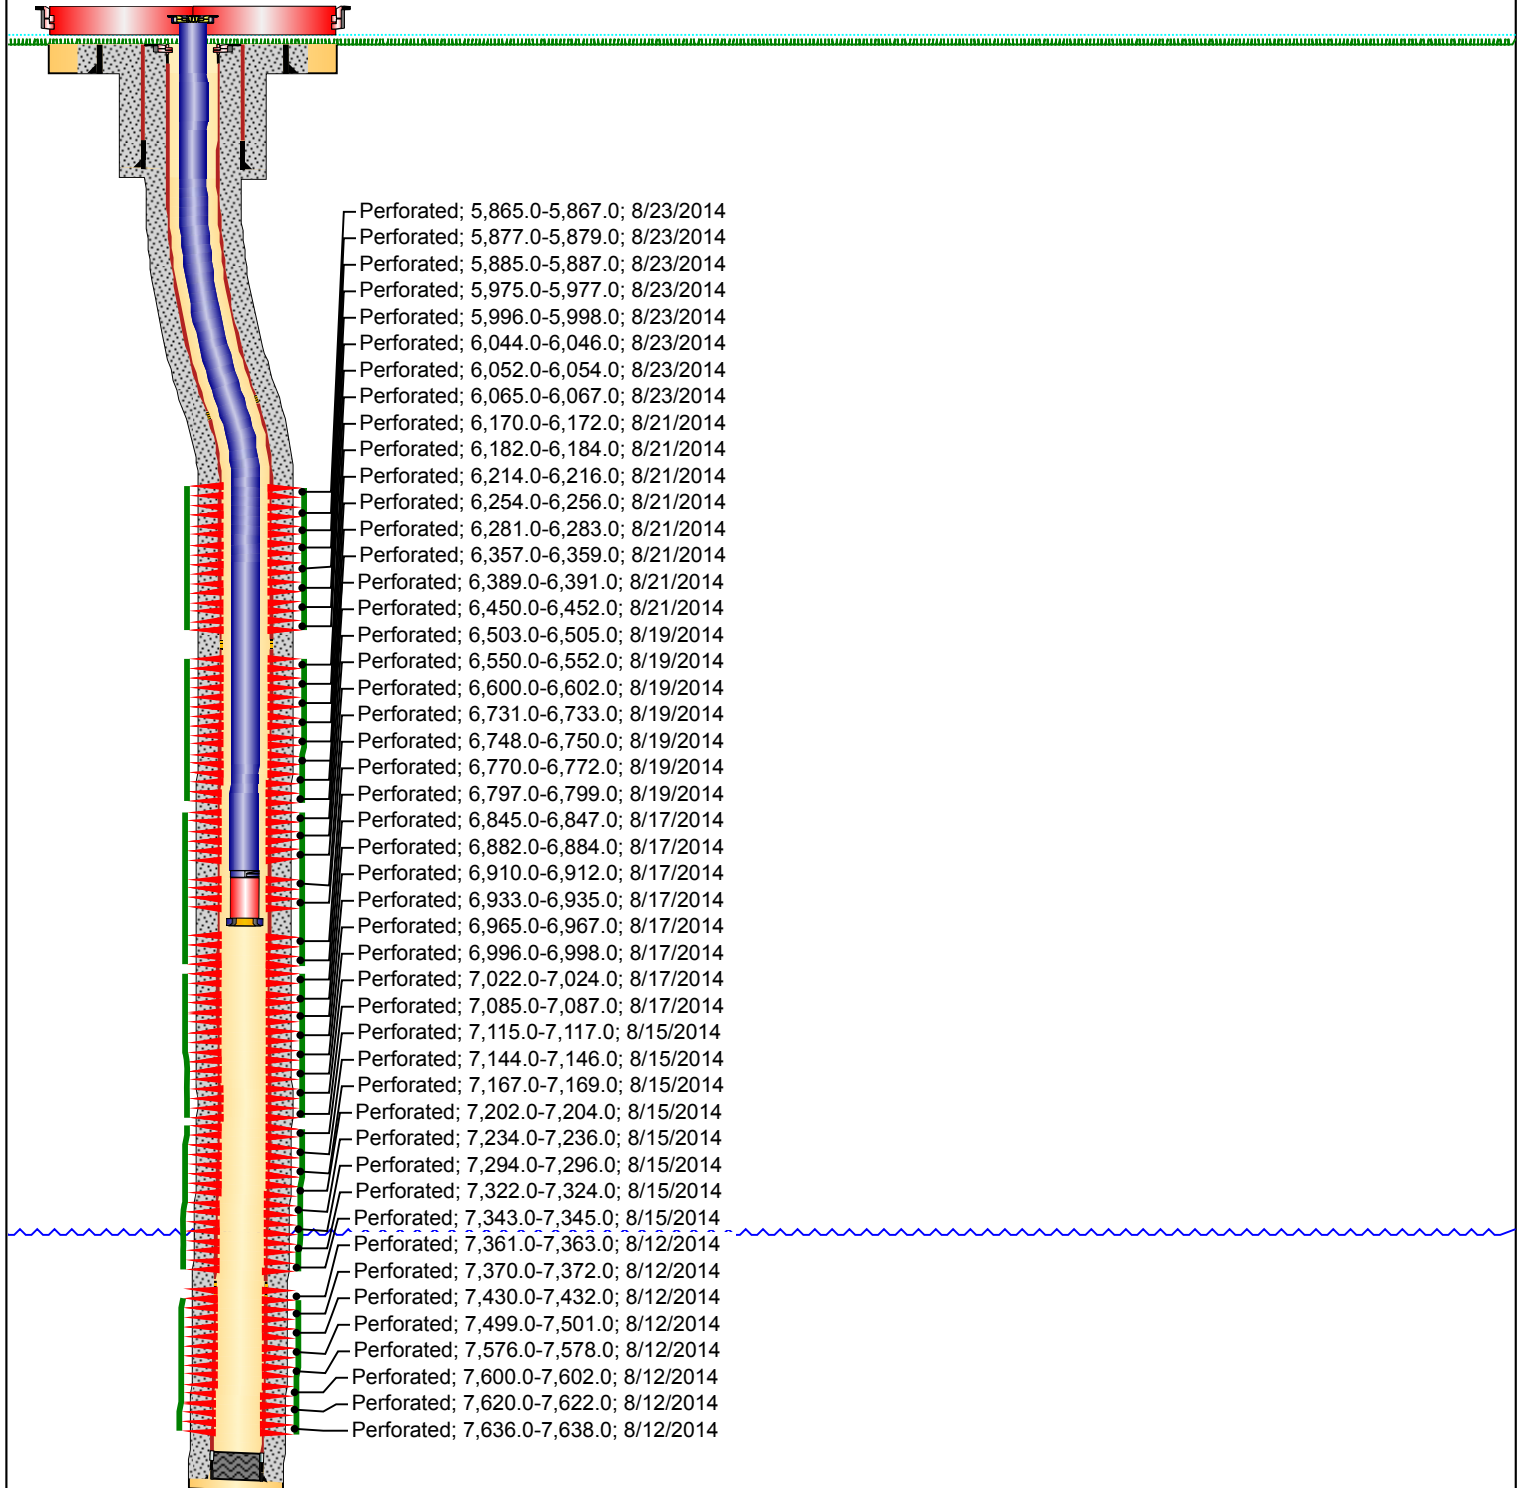 Perforated; 5,865.0-5,867.0; 8/23/2014
Perforated; 5,877.0-5,879.0; 8/23/2014
Perforated; 5,885.0-5,887.0; 8/23/2014
Perforated; 5,975.0-5,977.0; 8/23/2014
Perforated; 5,996.0-5,998.0; 8/23/2014
Perforated; 6,044.0-6,046.0; 8/23/2014
Perforated; 6,052.0-6,054.0; 8/23/2014
Perforated; 6,065.0-6,067.0; 8/23/2014
Perforated; 6,170.0-6,172.0; 8/21/2014
Perforated; 6,182.0-6,184.0; 8/21/2014
Perforated; 6,214.0-6,216.0; 8/21/2014
Perforated; 6,254.0-6,256.0; 8/21/2014
Perforated; 6,281.0-6,283.0; 8/21/2014
Perforated; 6,357.0-6,359.0; 8/21/2014
Perforated; 6,389.0-6,391.0; 8/21/2014
Perforated; 6,450.0-6,452.0; 8/21/2014
Perforated; 6,503.0-6,505.0; 8/19/2014
Perforated; 6,550.0-6,552.0; 8/19/2014
Perforated; 6,600.0-6,602.0; 8/19/2014
Perforated; 6,731.0-6,733.0; 8/19/2014
Perforated; 6,748.0-6,750.0; 8/19/2014
Perforated; 6,770.0-6,772.0; 8/19/2014
Perforated; 6,797.0-6,799.0; 8/19/2014
Perforated; 6,845.0-6,847.0; 8/17/2014
Perforated; 6,882.0-6,884.0; 8/17/2014
Perforated; 6,910.0-6,912.0; 8/17/2014
Perforated; 6,933.0-6,935.0; 8/17/2014
Perforated; 6,965.0-6,967.0; 8/17/2014
Perforated; 6,996.0-6,998.0; 8/17/2014
Perforated; 7,022.0-7,024.0; 8/17/2014
Perforated; 7,085.0-7,087.0; 8/17/2014
Perforated; 7,115.0-7,117.0; 8/15/2014
Perforated; 7,144.0-7,146.0; 8/15/2014
Perforated; 7,167.0-7,169.0; 8/15/2014
Perforated; 7,202.0-7,204.0; 8/15/2014
Perforated; 7,234.0-7,236.0; 8/15/2014
Perforated; 7,294.0-7,296.0; 8/15/2014
Perforated; 7,322.0-7,324.0; 8/15/2014
Perforated; 7,343.0-7,345.0; 8/15/2014
Perforated; 7,361.0-7,363.0; 8/12/2014
Perforated; 7,370.0-7,372.0; 8/12/2014
Perforated; 7,430.0-7,432.0; 8/12/2014
Perforated; 7,499.0-7,501.0; 8/12/2014
Perforated; 7,576.0-7,578.0; 8/12/2014
Perforated; 7,600.0-7,602.0; 8/12/2014
Perforated; 7,620.0-7,622.0; 8/12/2014
Perforated; 7,636.0-7,638.0; 8/12/2014